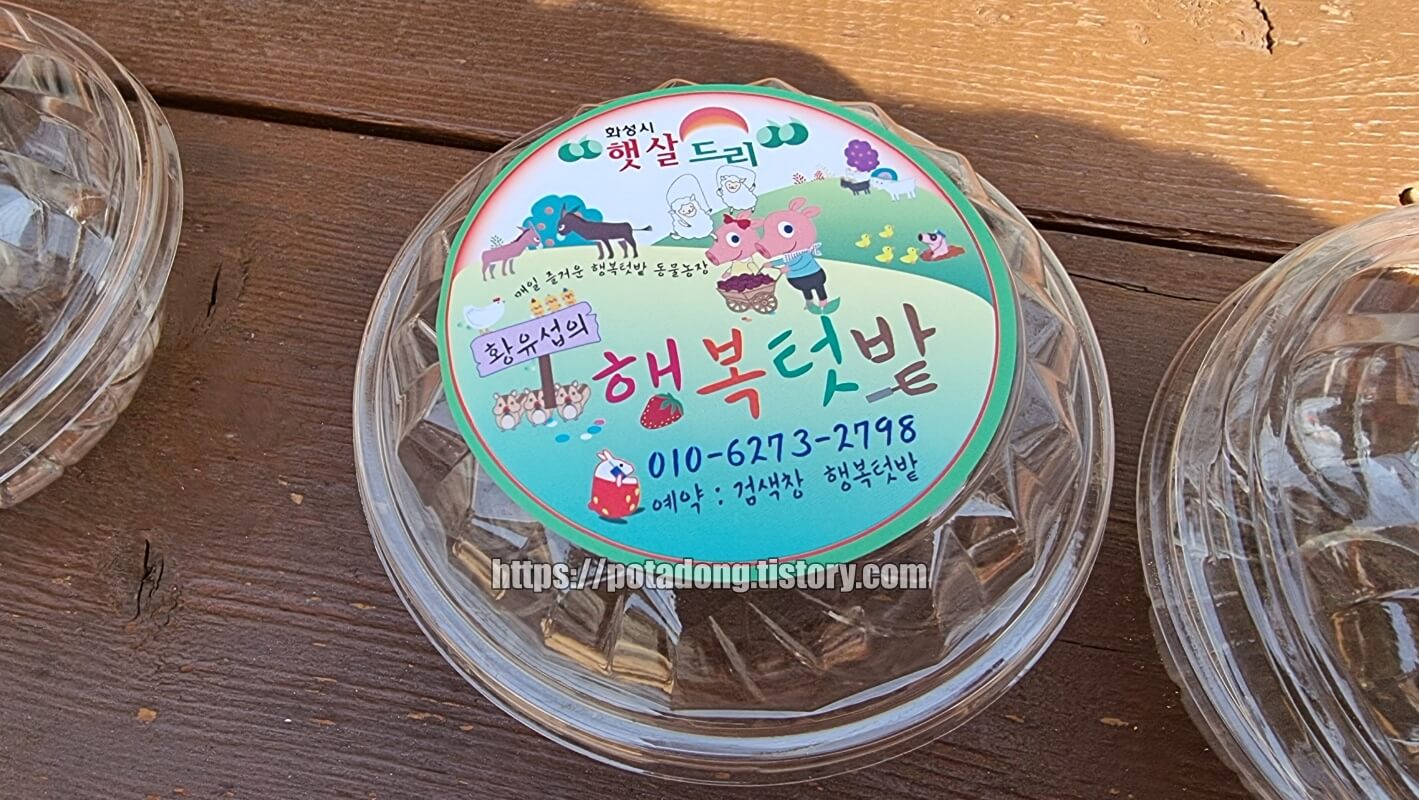 화성시
햇살드리
매일 즐거운 행복텃밭 동물농장
황유섭의
행복텃밭
010-6273-2798
예약 : 검색창 행복텃밭
https://potadong.tistory.com